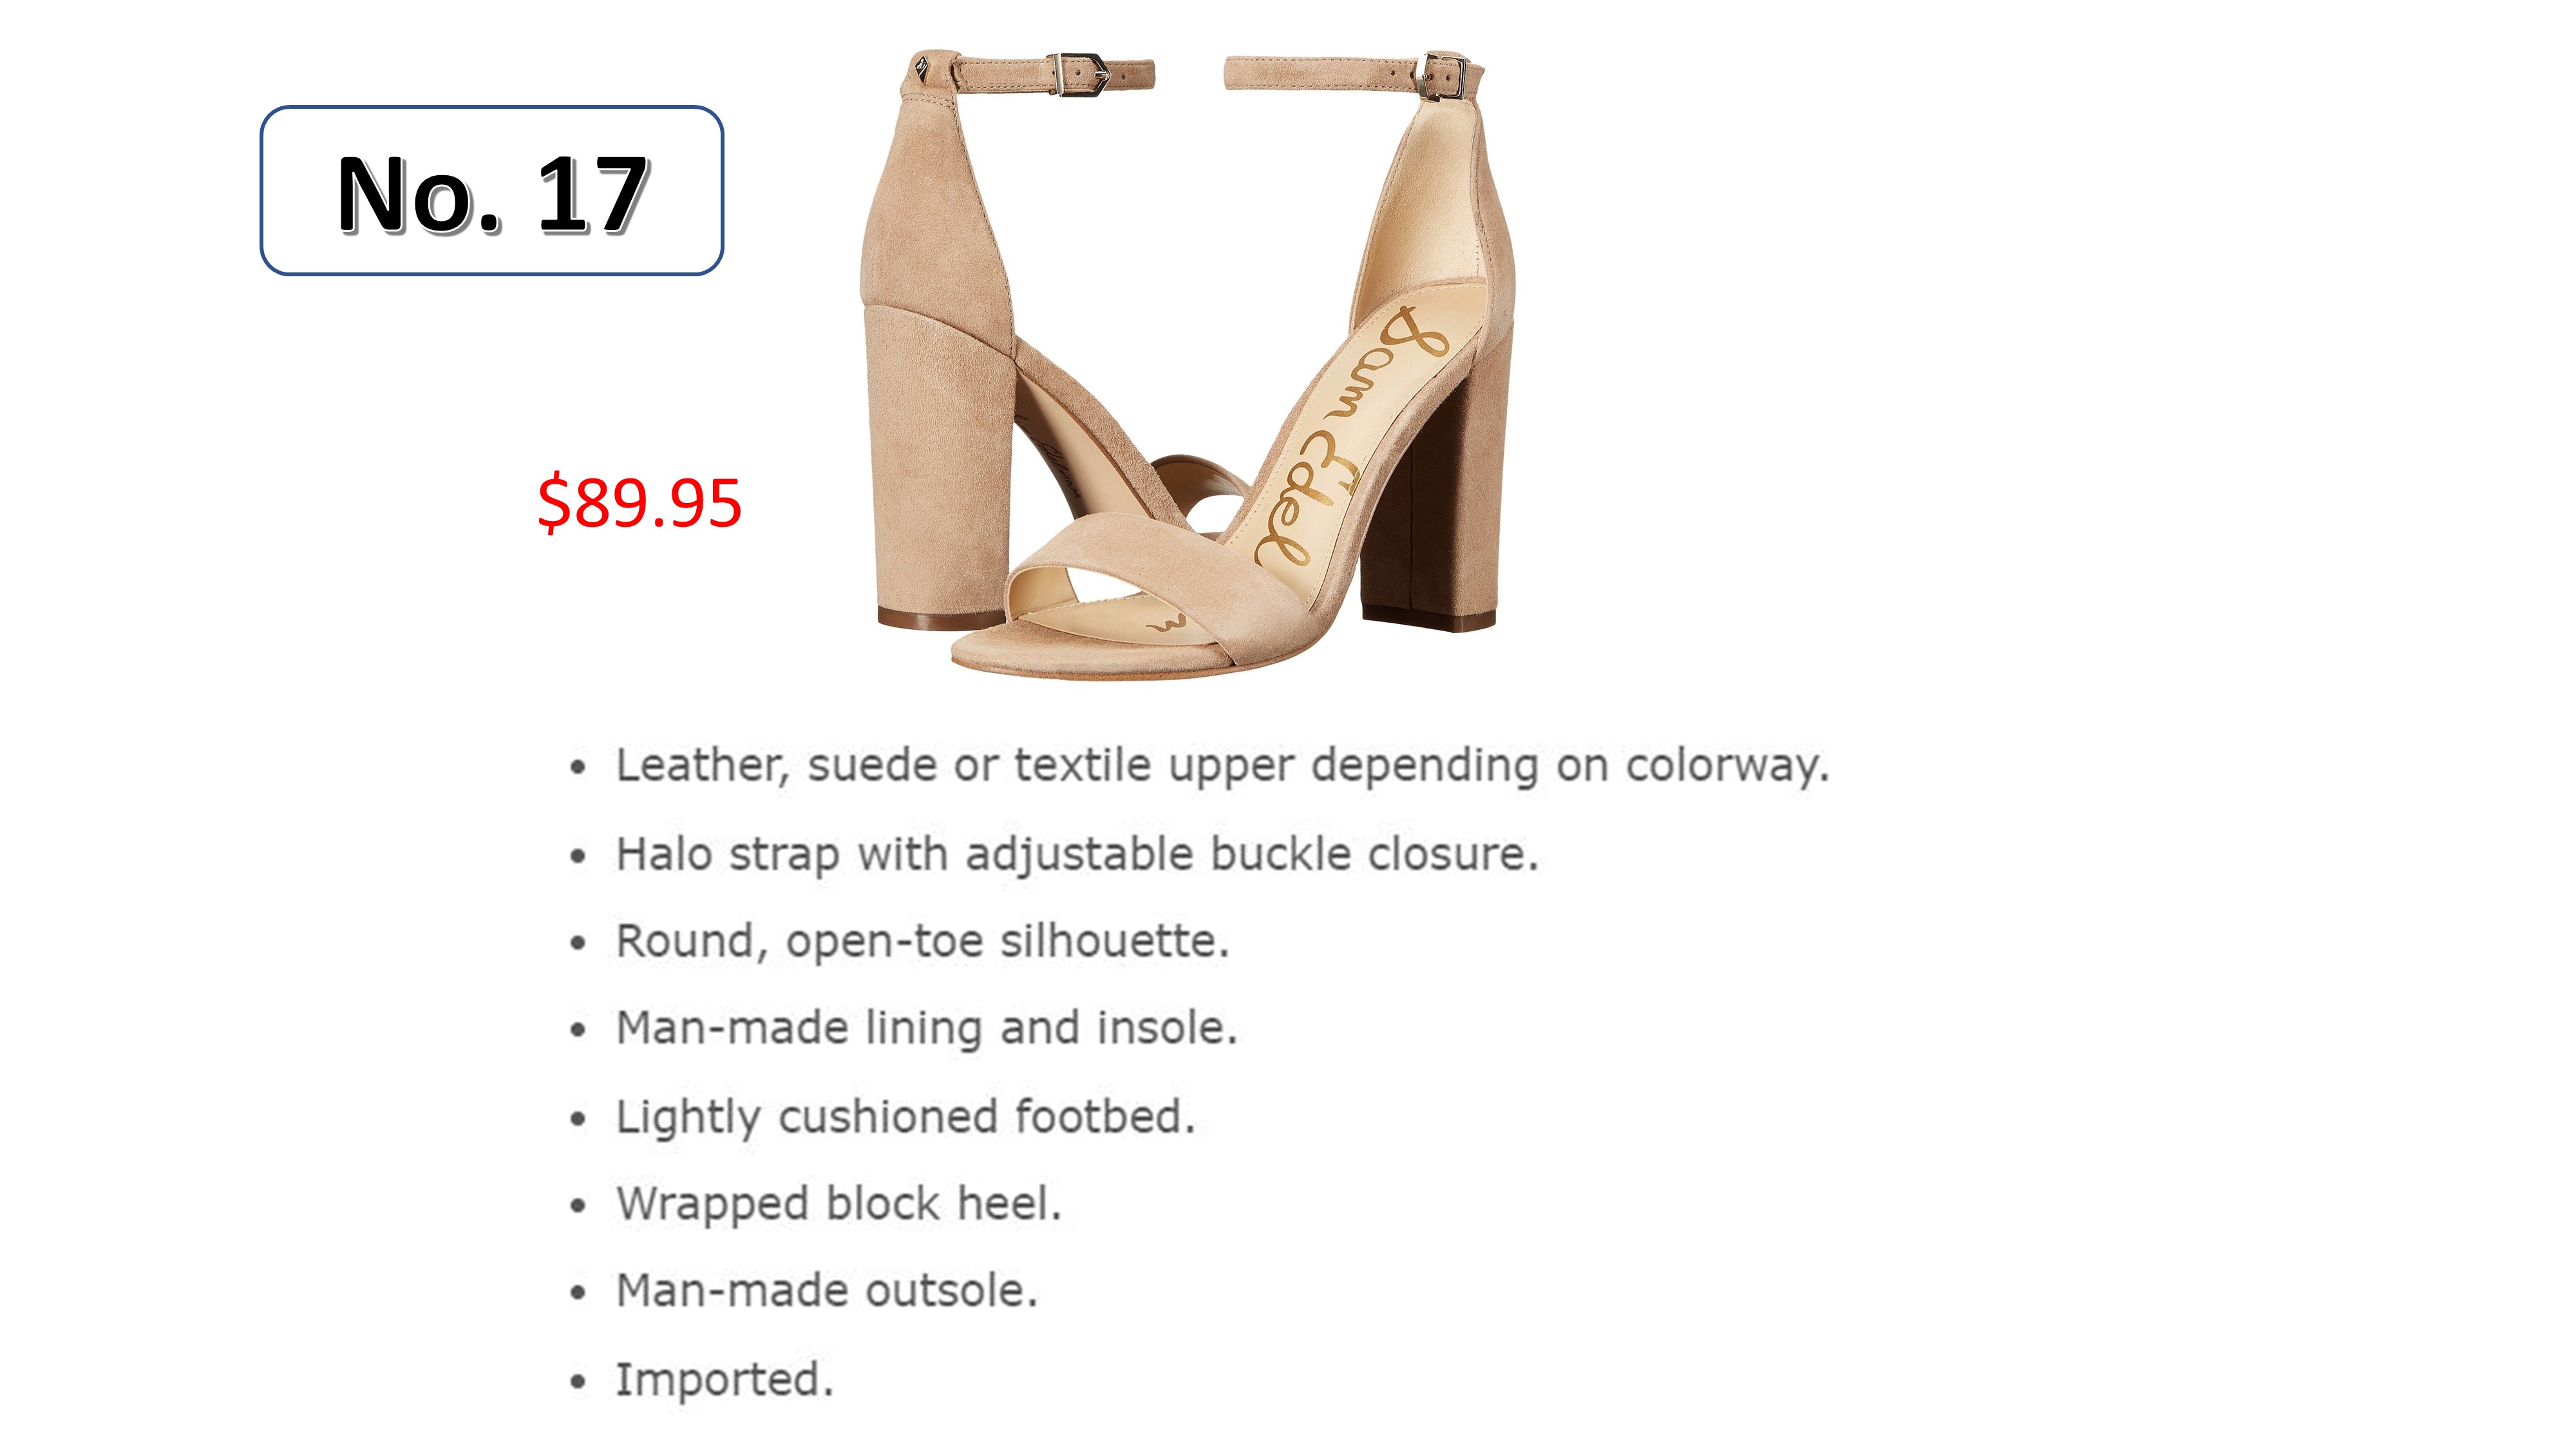 No. 17
$89.95
Sam Edel
m
• Leather, suede or textile upper depending on colorway.
• Halo strap with adjustable buckle closure.
• Round, open-toe silhouette.
• Man-made lining and insole.
• Lightly cushioned footbed.
• Wrapped block heel.
• Man-made outsole.
• Imported.